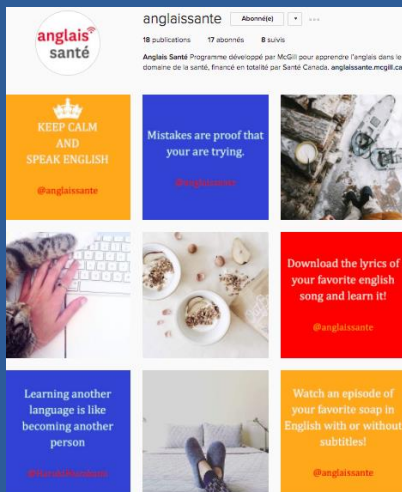 anglais
santé
anglaissante Abonné(e)
18 publications 17 abonnés 8 suivis
Anglais Santé Programme développé par McGill pour apprendre l'anglais dans le
domaine de la santé, financé en totalité par Santé Canada. anglaissante.mcgill.ca
KEEP CALM
AND
SPEAK ENGLISH
@anglaissante
Mistakes are proof that
your are trying.
@anglaissante
Download the lyrics of
your favorite english
song and learn it!
@anglaissante
Learning another
language is like
becoming another
person
Watch an episode of
your favorite soap in
English with or without
subtitles!
@anglaissante